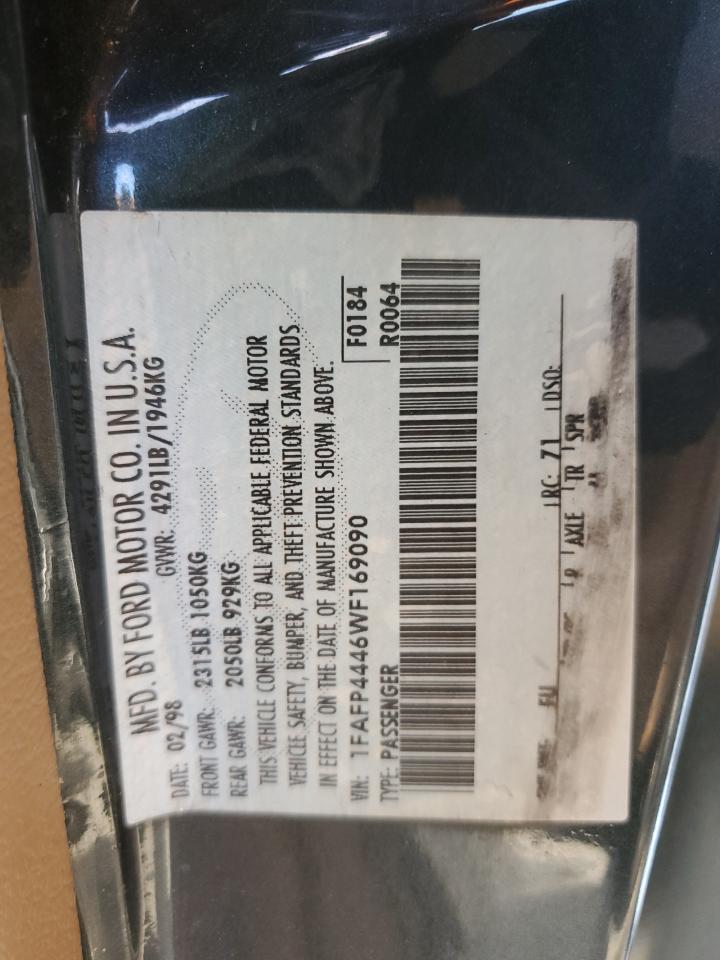 MFD. BY FORD MOTOR CO. IN U.S.A.
DATE: 02/98 GVWR: 4291LB/1946KG
FRONT GAWR: 2315LB 1050KG
REAR GAWR: 2050LB 929KG
THIS VEHICLE CONFORMS TO ALL APPLICABLE FEDERAL MOTOR
VEHICLE SAFETY, BUMPER, AND THEFT PREVENTION STANDARDS
IN EFFECT ON THE DATE OF MANUFACTURE SHOWN ABOVE.
VIN: 1FAFP4446WF169090 F0184
TYPE: PASSENGER R0064
RC: 71 DSO:
AXLE TR SPR